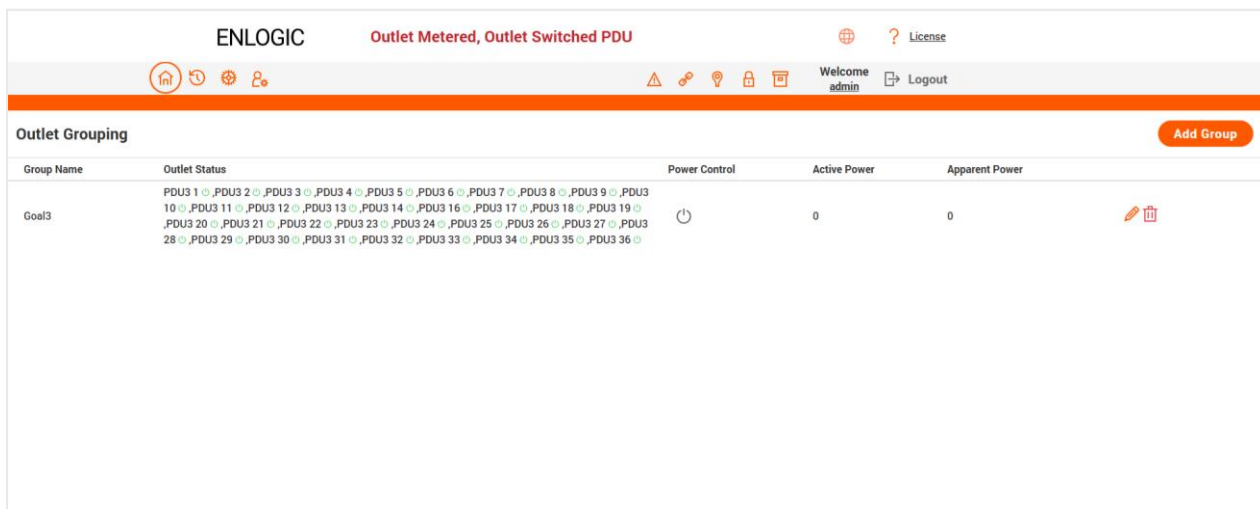 ENLOGIC Outlet Metered, Outlet Switched PDU ? License
Welcome admin Logout
Outlet Grouping Add Group
Group Name Outlet Status Power Control Active Power Apparent Power
PDU3 1 ,PDU3 2 ,PDU3 3 ,PDU3 4 ,PDU3 5 ,PDU3 6 ,PDU3 7 ,PDU3 8 ,PDU3 9 ,PDU3
10 ,PDU3 11 ,PDU3 12 ,PDU3 13 ,PDU3 14 ,PDU3 16 ,PDU3 17 ,PDU3 18 ,PDU3 19
Goal3 0 0
,PDU3 20 ,PDU3 21 ,PDU3 22 ,PDU3 23 ,PDU3 24 ,PDU3 25 ,PDU3 26 ,PDU3 27 ,PDU3
28 ,PDU3 29 ,PDU3 30 ,PDU3 31 ,PDU3 32 ,PDU3 33 ,PDU3 34 ,PDU3 35 ,PDU3 36